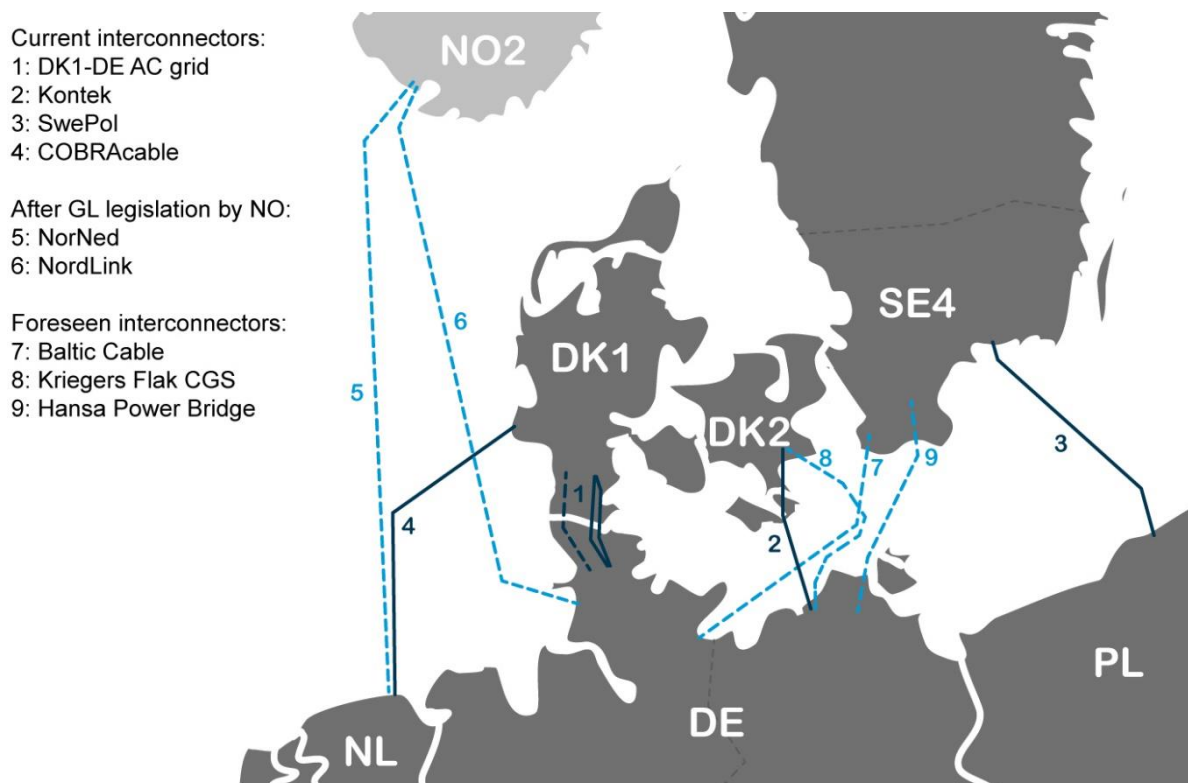 Current interconnectors:
1: DK1-DE AC grid
2: Kontek
3: SwePol
4: COBRAcable
After GL legislation by NO:
5: NorNed
6: NordLink
Foreseen interconnectors:
7: Baltic Cable
8: Kriegers Flak CGS
9: Hansa Power Bridge
NO2
SE4
6
DK1
5
DK2
3
8
7
9
1
4
2
PL
DE
NL